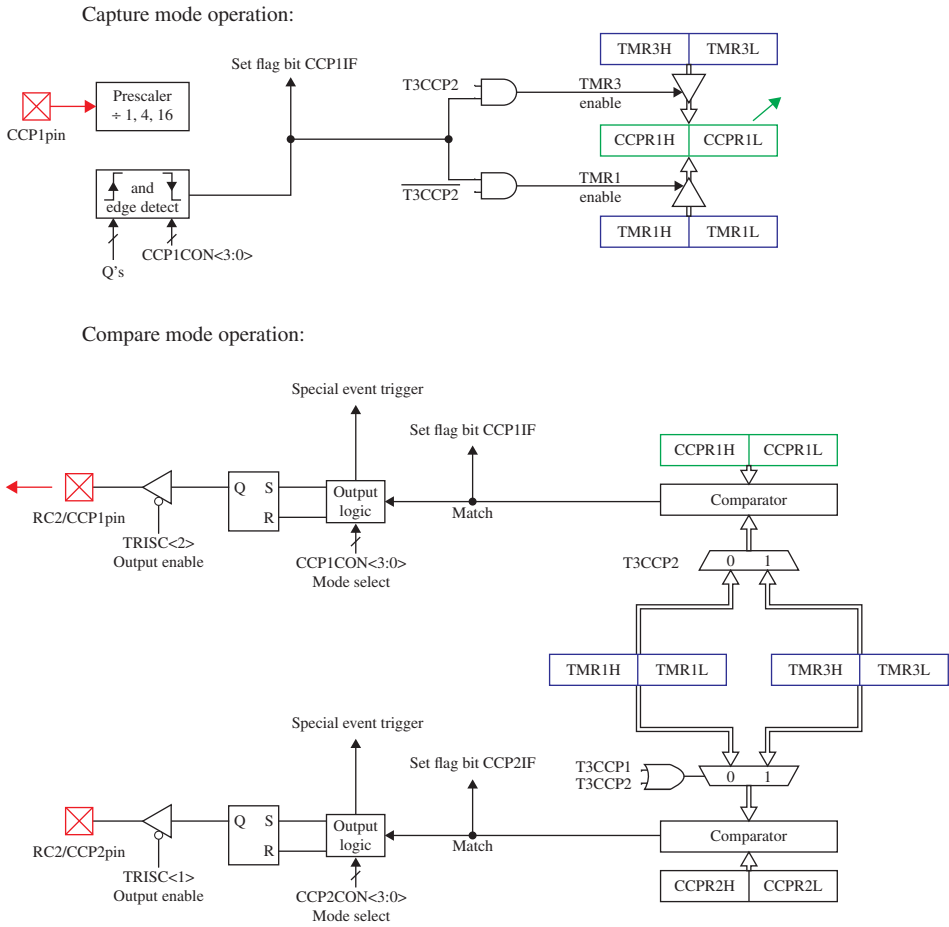 Capture mode operation:
TMR3H TMR3L
Set flag bit CCP1IF
T3CCP2
TMR3
enable
Prescaler
÷ 1, 4, 16
CCP1pin
CCPR1H CCPR1L
and
edge detect
T3CCP2
TMR1
enable
TMR1H TMR1L
CCP1CON<3:0>
Q's
Compare mode operation:
Special event trigger
Set flag bit CCP1IF
CCPR1H CCPR1L
Q S
R
Output
logic
Comparator
RC2/CCP1pin
Match
TRISC<2>
Output enable
CCP1CON<3:0>
Mode select
T3CCP2
0 1
TMR1H TMR1L
TMR3H TMR3L
Special event trigger
Set flag bit CCP2IF
T3CCP1
T3CCP2
0 1
Q S
R
Output
logic
Comparator
RC2/CCP2pin
Match
TRISC<1>
Output enable
CCP2CON<3:0>
Mode select
CCPR2H CCPR2L